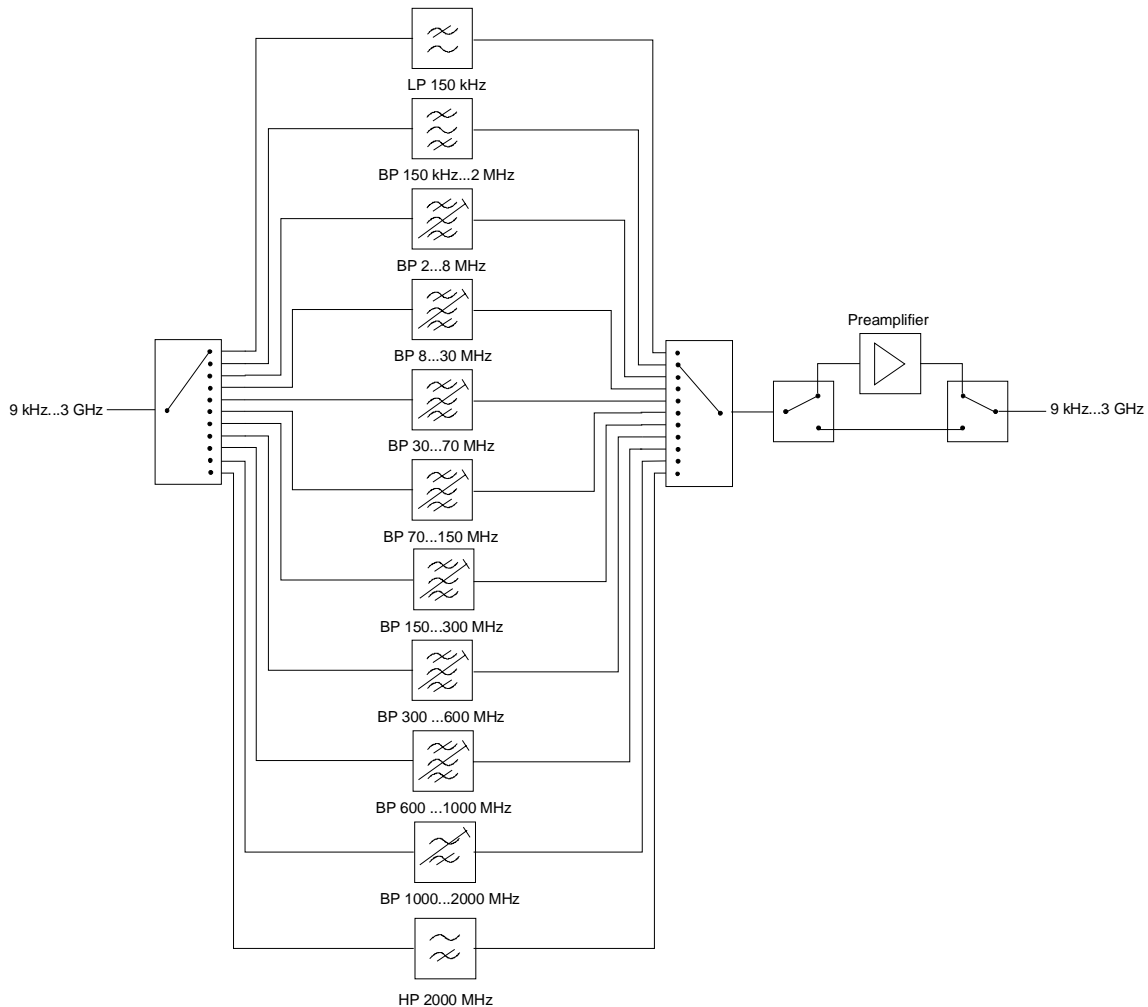 LP 150 kHz
BP 150 kHz...2 MHz
BP 2...8 MHz
BP 8...30 MHz
Preamplifier
9 kHz...3 GHz
9 kHz...3 GHz
BP 30...70 MHz
BP 70...150 MHz
BP 150...300 MHz
BP 300 ...600 MHz
BP 600 ...1000 MHz
BP 1000...2000 MHz
HP 2000 MHz